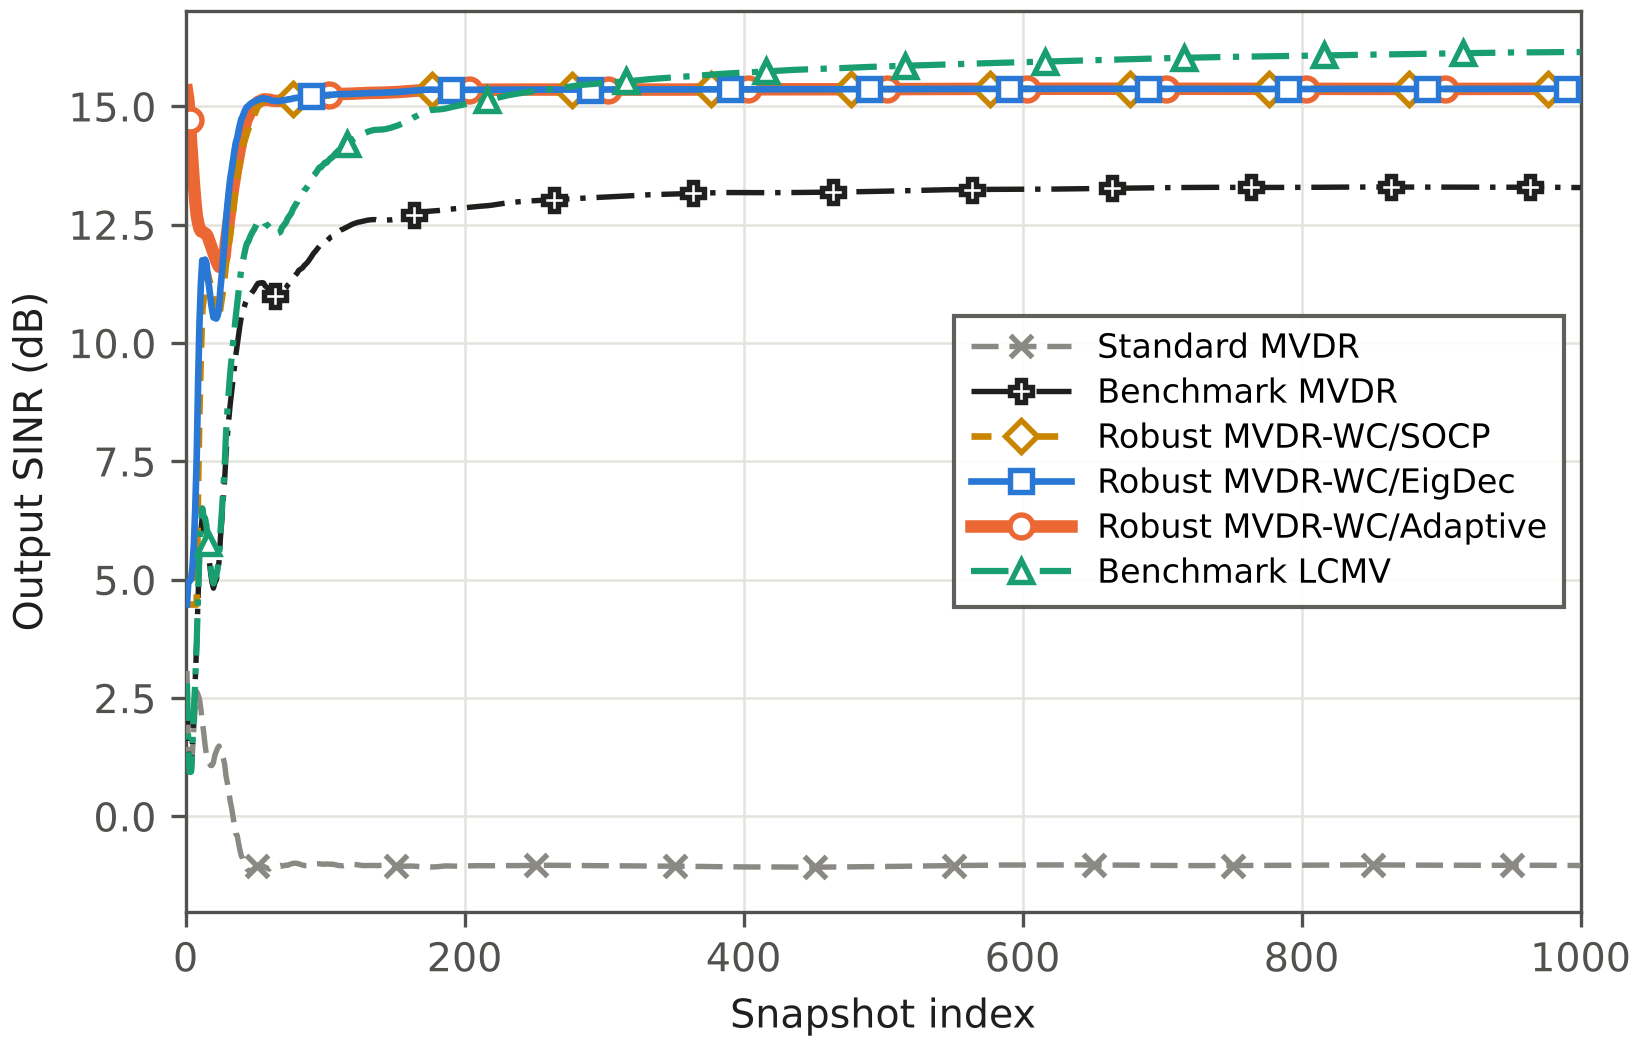 15.0
12.5
10.0
7.5
5.0
2.5
0.0
Output SINR (dB)
Standard MVDR
Benchmark MVDR
Robust MVDR-WC/SOCP
Robust MVDR-WC/EigDec
Robust MVDR-WC/Adaptive
Benchmark LCMV
0 200 400 600 800 1000
Snapshot index